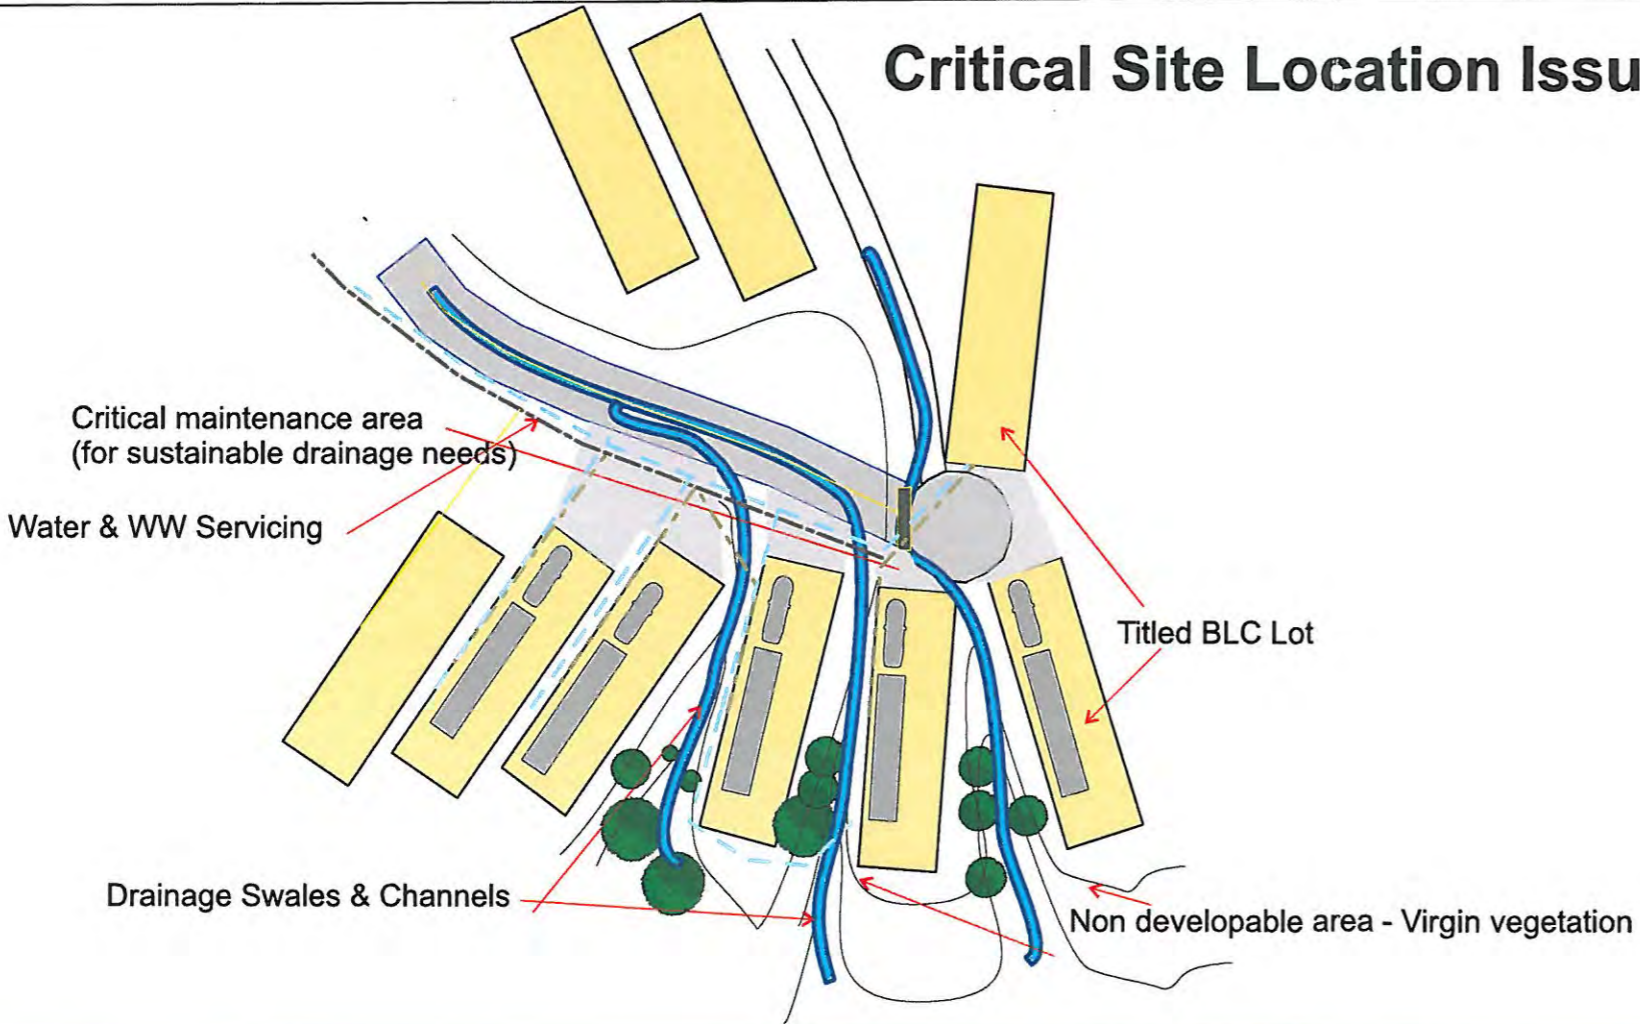 Critical Site Location Issu
Critical maintenance area
(for sustainable drainage needs)
Water & WW Servicing
Titled BLC Lot
Drainage Swales & Channels
Non developable area - Virgin vegetation